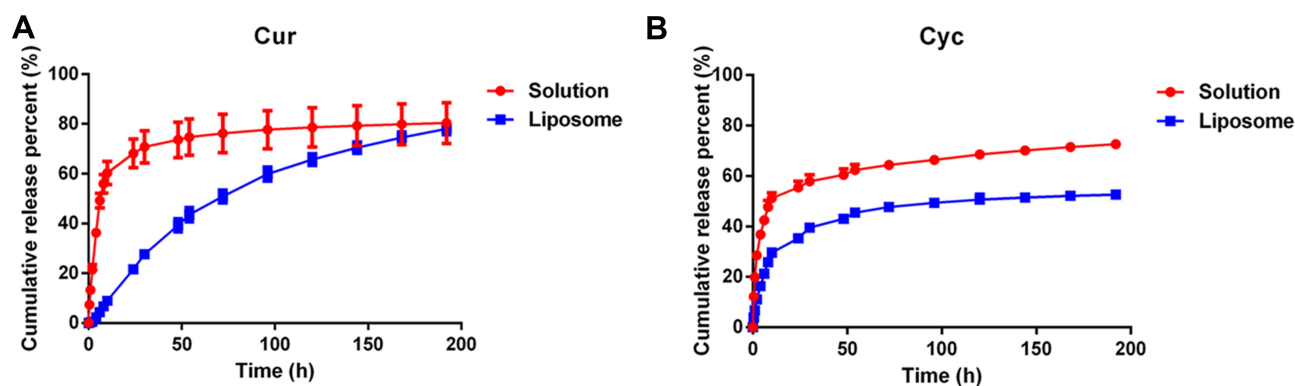 A
Cur
Cumulative release percent (%)
100
80
60
40
20
0
0 50 100 150 200
Time (h)
Solution
Liposome
B
Cyc
Cumulative release percent (%)
100
80
60
40
20
0
0 50 100 150 200
Time (h)
Solution
Liposome